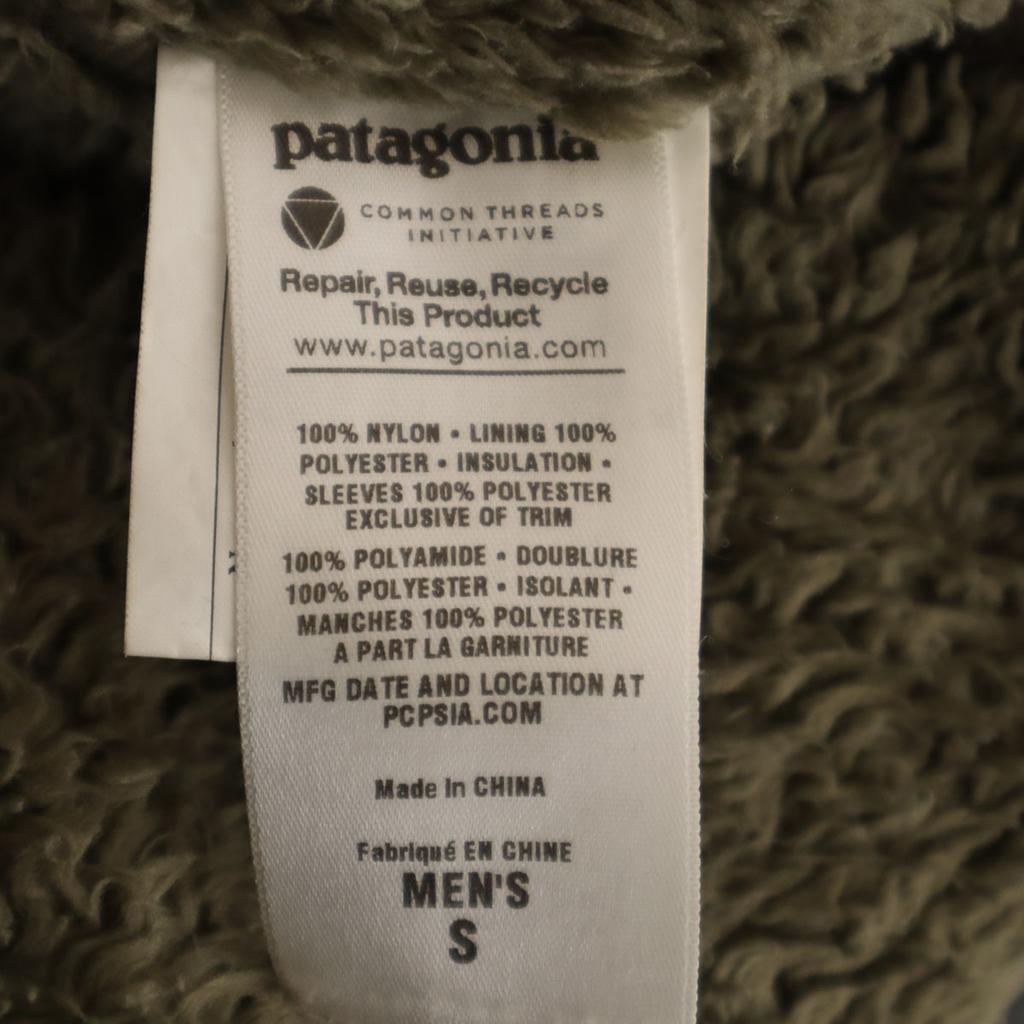 patagonia
COMMON THREADS
INITIATIVE
Repair, Reuse, Recycle
This Product
www.patagonia.com
100% NYLON • LINING 100%
POLYESTER • INSULATION •
SLEEVES 100% POLYESTER
EXCLUSIVE OF TRIM
100% POLYAMIDE • DOUBLURE
100% POLYESTER • ISOLANT •
MANCHES 100% POLYESTER
A PART LA GARNITURE
MFG DATE AND LOCATION AT
PCPSIA.COM
Made in CHINA
Fabriqué EN CHINE
MEN'S
S